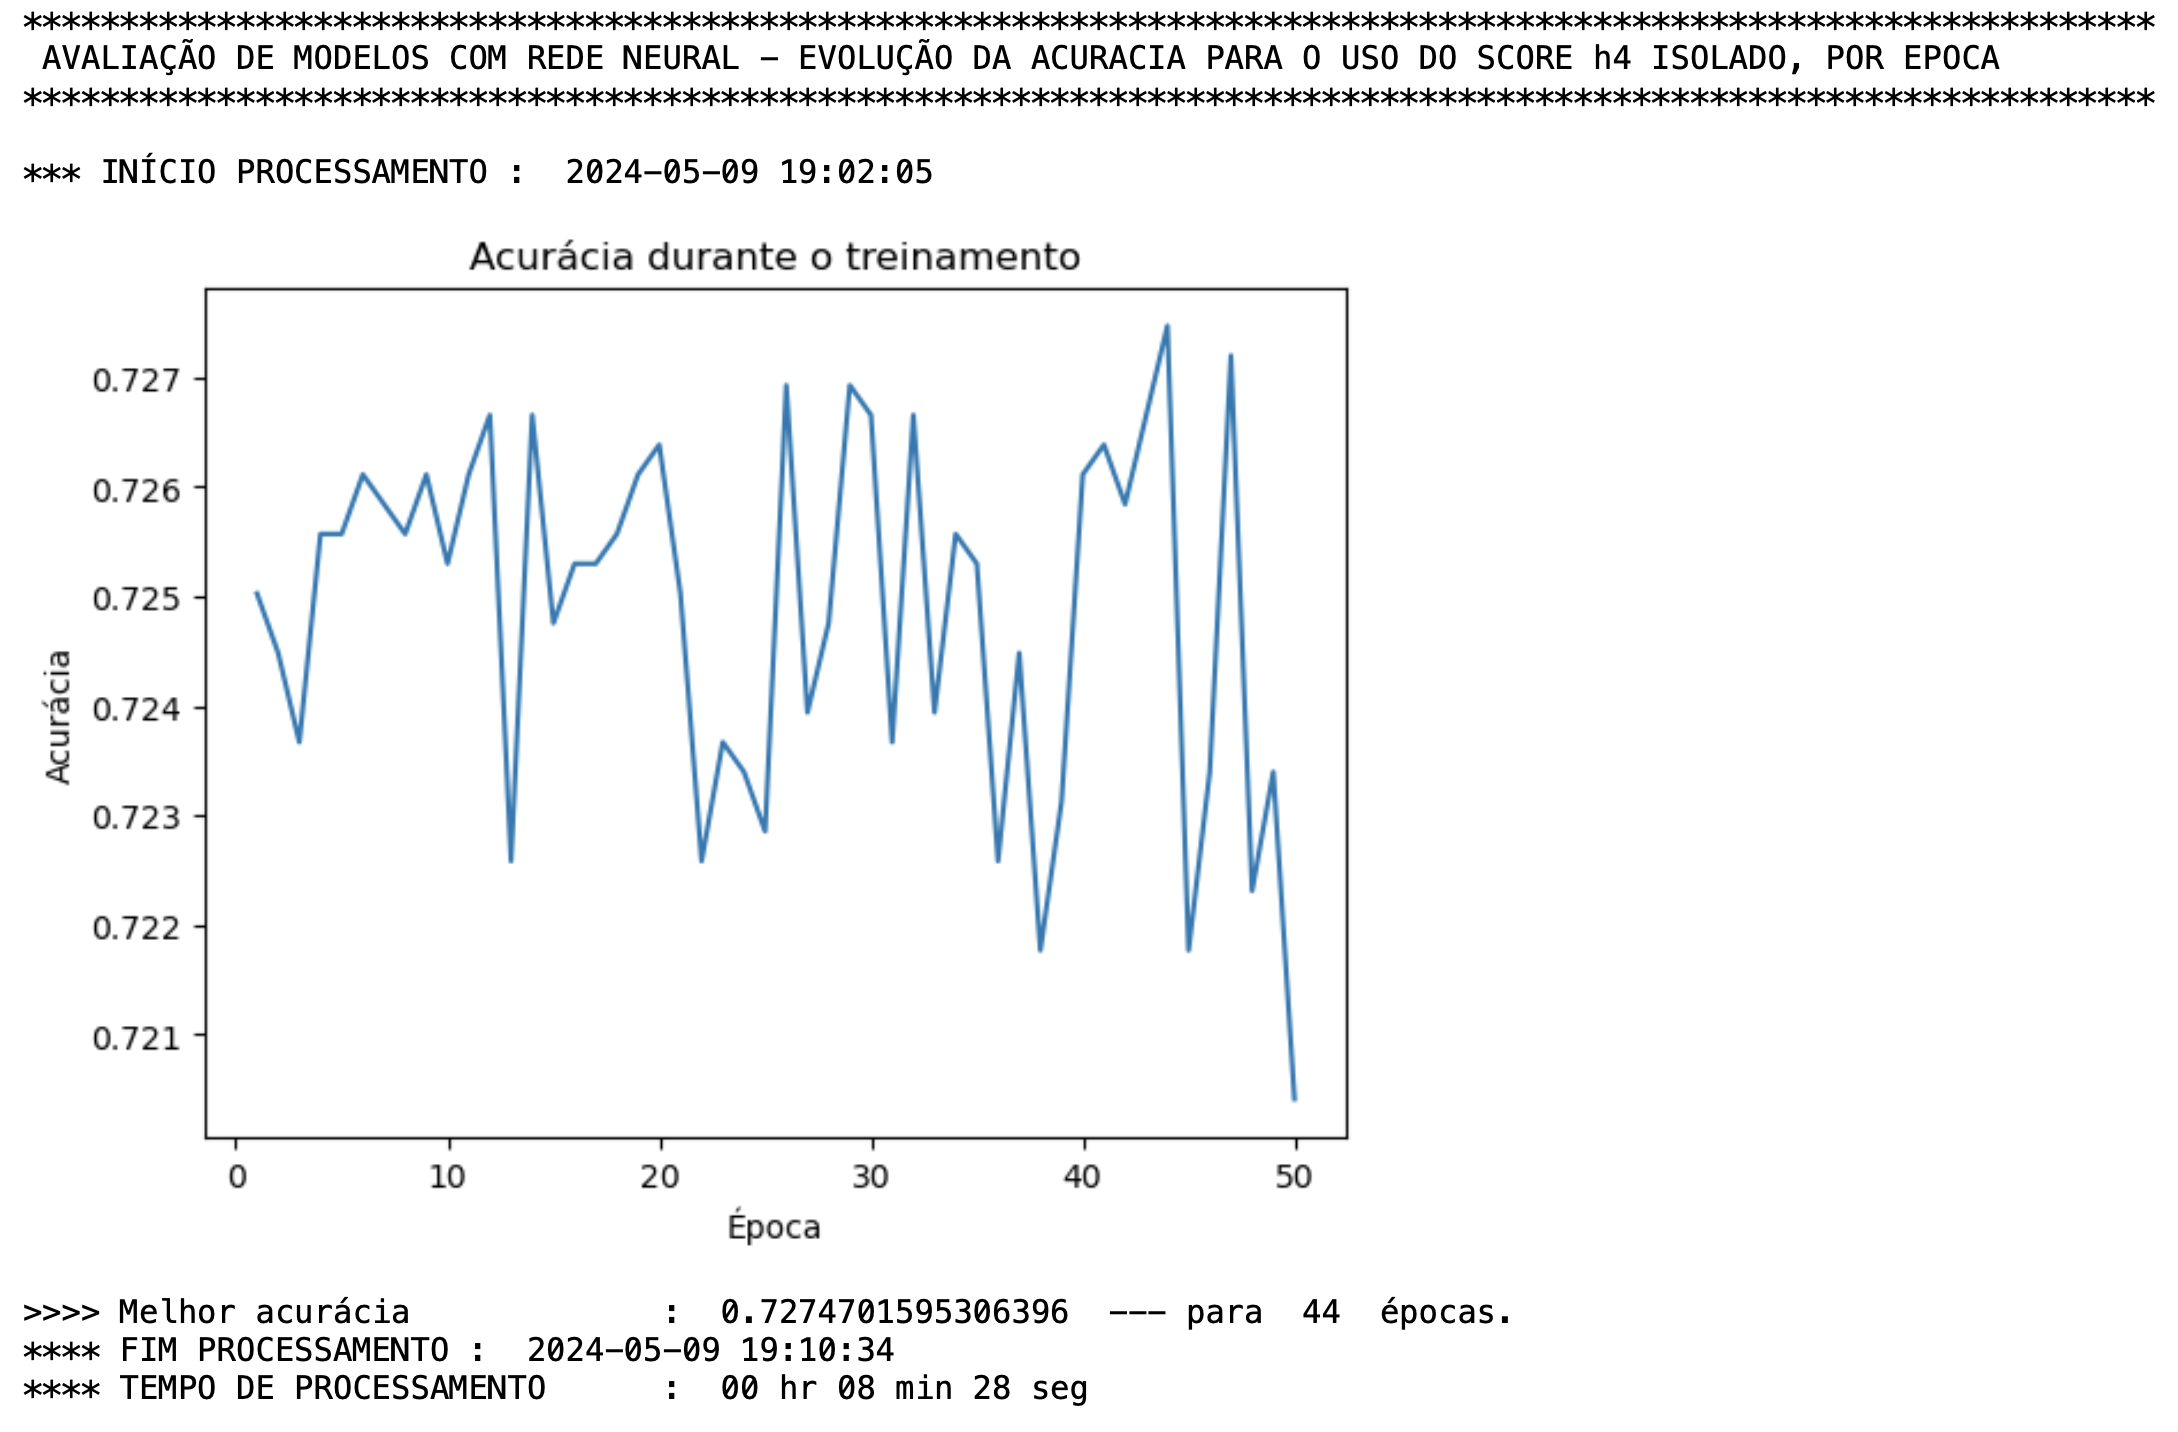 **************************************************************************************************************
AVALIAÇÃO DE MODELOS COM REDE NEURAL – EVOLUÇÃO DA ACURACIA PARA O USO DO SCORE h4 ISOLADO, POR EPOCA
**************************************************************************************************************
*** INÍCIO PROCESSAMENTO :  2024–05–09 19:02:05
Acurácia durante o treinamento
0.727
0.726
0.725
0.724
0.723
0.722
0.721
Acurácia
0 10 20 30 40 50
Época
>>>> Melhor acurácia             :  0.7274701595306396  ––– para  44  épocas.
**** FIM PROCESSAMENTO :  2024–05–09 19:10:34
**** TEMPO DE PROCESSAMENTO      :  00 hr 08 min 28 seg